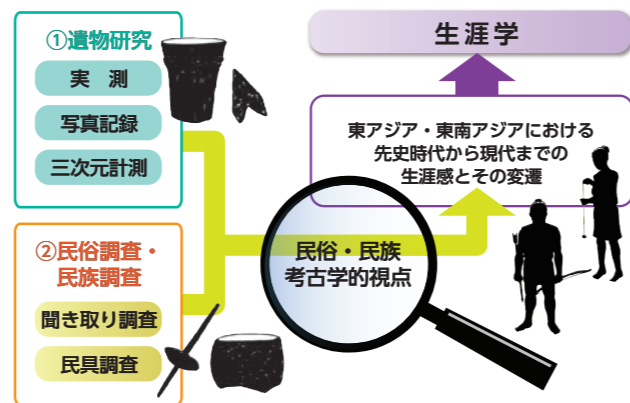 ①遺物研究
実 測
写真記録
三次元計測
②民俗調査・
民族調査
聞き取り調査
民具調査
民俗・民族
考古学的視点
生涯学
東アジア・東南アジアにおける
先史時代から現代までの
生涯感とその変遷